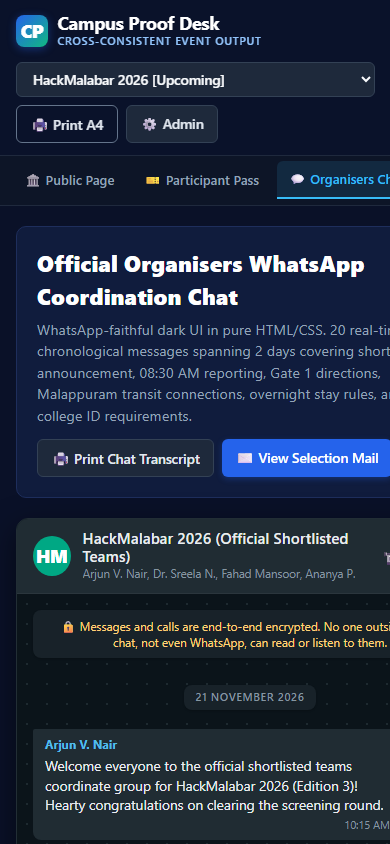 CP
Campus Proof Desk
CROSS-CONSISTENT EVENT OUTPUT
HackMalabar 2026 [Upcoming]
Print A4
Admin
Public Page
Participant Pass
Organisers
Official Organisers WhatsApp
Coordination Chat
WhatsApp-faithful dark UI in pure HTML/CSS. 20
chronological messages spanning 2 days covering
announcement, 08:30 AM reporting, Gate 1 directions,
Malappuram transit connections, overnight stay rules,
college ID requirements.
Print Chat Transcript
View Selection Mail
HM
HackMalabar 2026 (Official Shortlisted
Teams)
Arjun V. Nair, Dr. Sreela N., Fahad Mansoor, Ananya P.
Messages and calls are end-to-end encrypted. No one
chat, not even WhatsApp, can read or listen to them.
21 NOVEMBER 2026
Arjun V. Nair
Welcome everyone to the official shortlisted teams
coordinate group for HackMalabar 2026 (Edition 3)!
Hearty congratulations on clearing the screening round.
10:15 AM